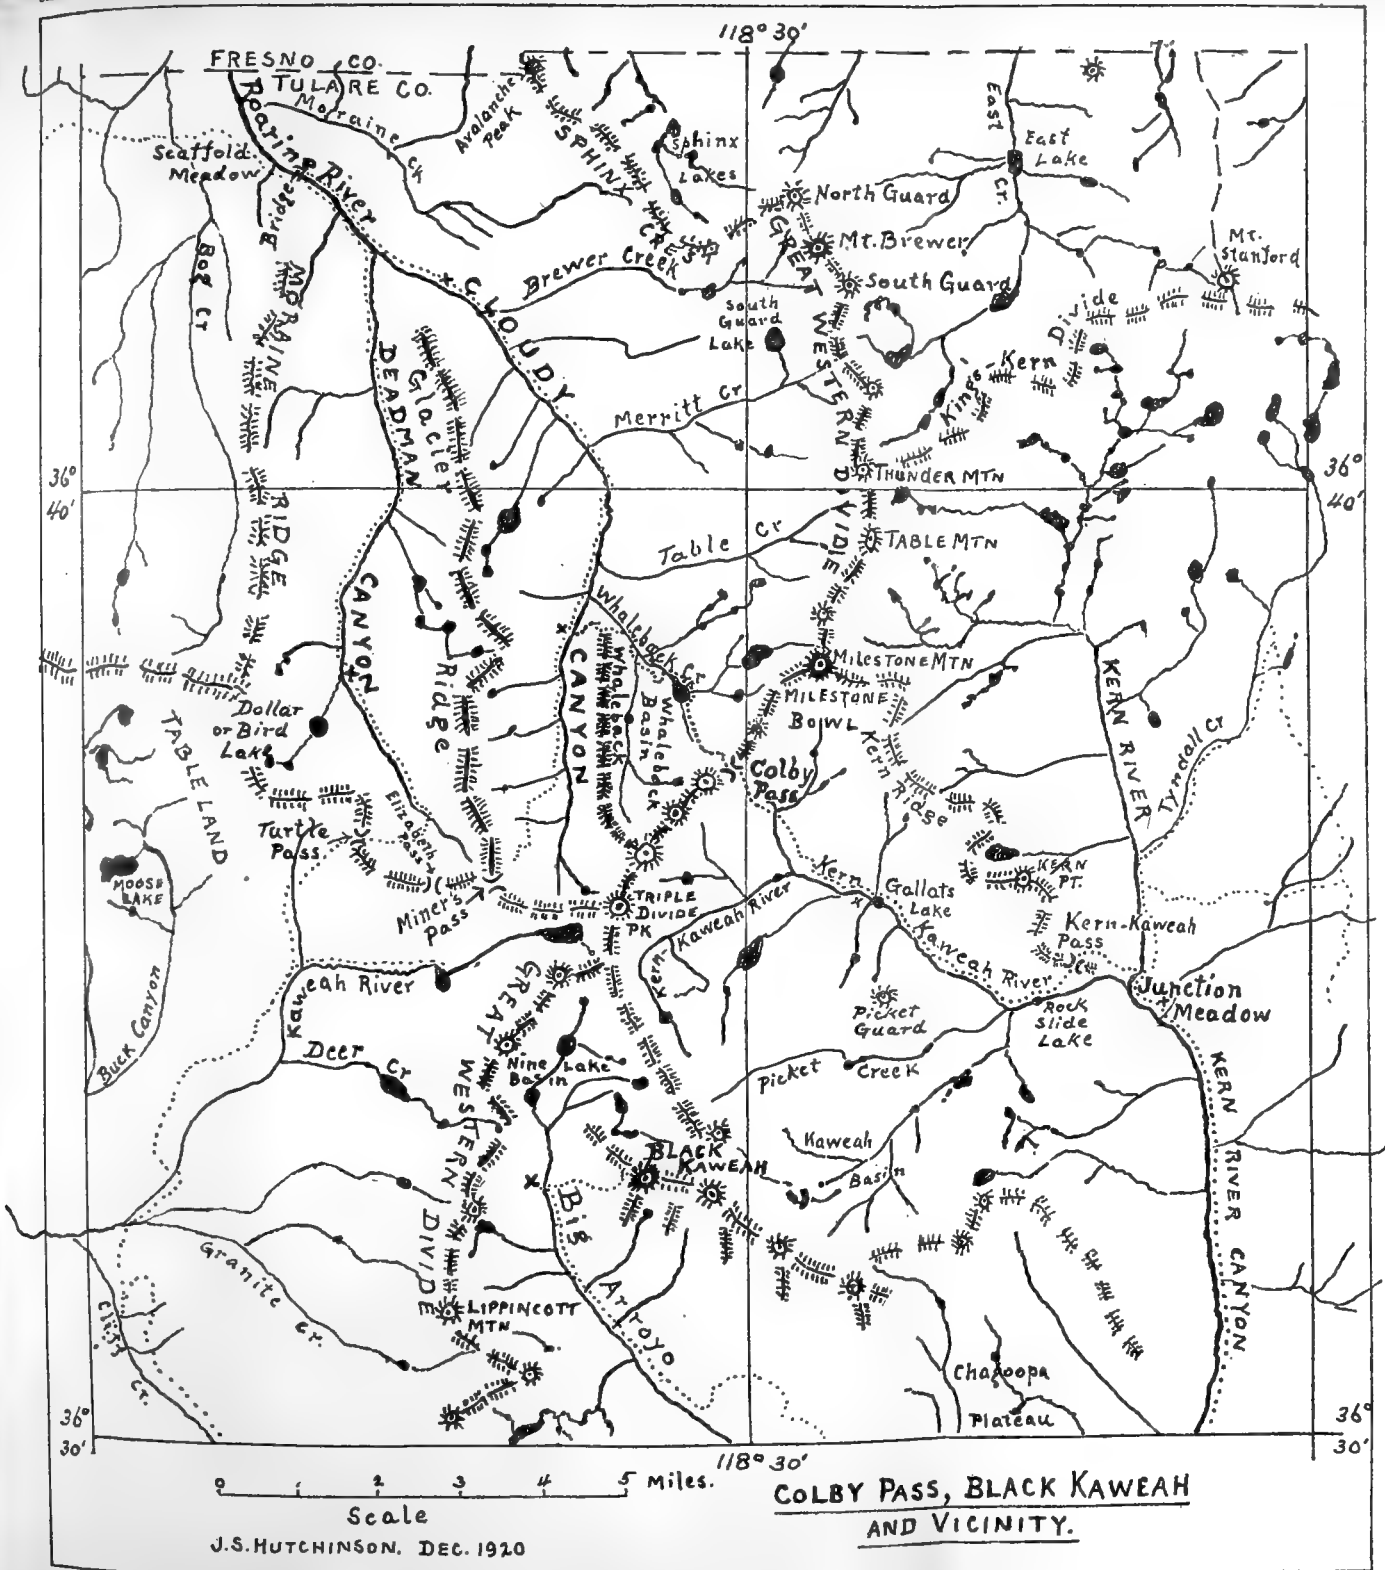 118° 30'
FRESNO CO.
TULARE CO.
Roaring River
Moraine Ck
Avalanche Peak
SPHINX CREST
Sphinx Lakes
EAST Cr.
East Lake
Scaffold Meadow
Bridge
North Guard
Mt. Brewer
South Guard
Mt. Stanford
Bog Cr
MORAINE RIDGE
Brewer Creek
South Guard Lake
GREAT WESTERN DIVIDE
King's-Kern Divide
CLOUDY CANYON
DEADMAN CANYON
Glacier Ridge
Merritt Cr
THUNDER MTN
36° 40'
36° 40'
Table Cr
TABLE MTN
Whaleback Cr
Whaleback
Whaleback Basin
Whaleback
MILESTONE MTN
MILESTONE BOWL
KERN RIVER
Tyndall Cr
Dollar or Bird Lake
TABLE LAND
Colby Pass
Kern Ridge
Turtle Pass
Elizabeth Pass
Miner's Pass
MOOSE LAKE
TRIPLE DIVIDE PK
Kern-Kaweah River
Kern
Gallats Lake
Kaweah River
KERN PT.
Kern-Kaweah Pass
Junction Meadow
Rock Slide Lake
Picket Guard
Picket Creek
Kaweah River
Buck Canyon
Deer Cr
GREAT WESTERN DIVIDE
Nine Lake Basin
BLACK KAWEAH
Kaweah Basin
KERN RIVER CANYON
Big Arroyo
Granite Cr.
Cliff Cr.
LIPPINCOTT MTN
Chagoopa Plateau
36° 30'
36° 30'
118° 30'
0 1 2 3 4 5 Miles.
Scale
J.S. HUTCHINSON. DEC. 1920
COLBY PASS, BLACK KAWEAH
AND VICINITY.